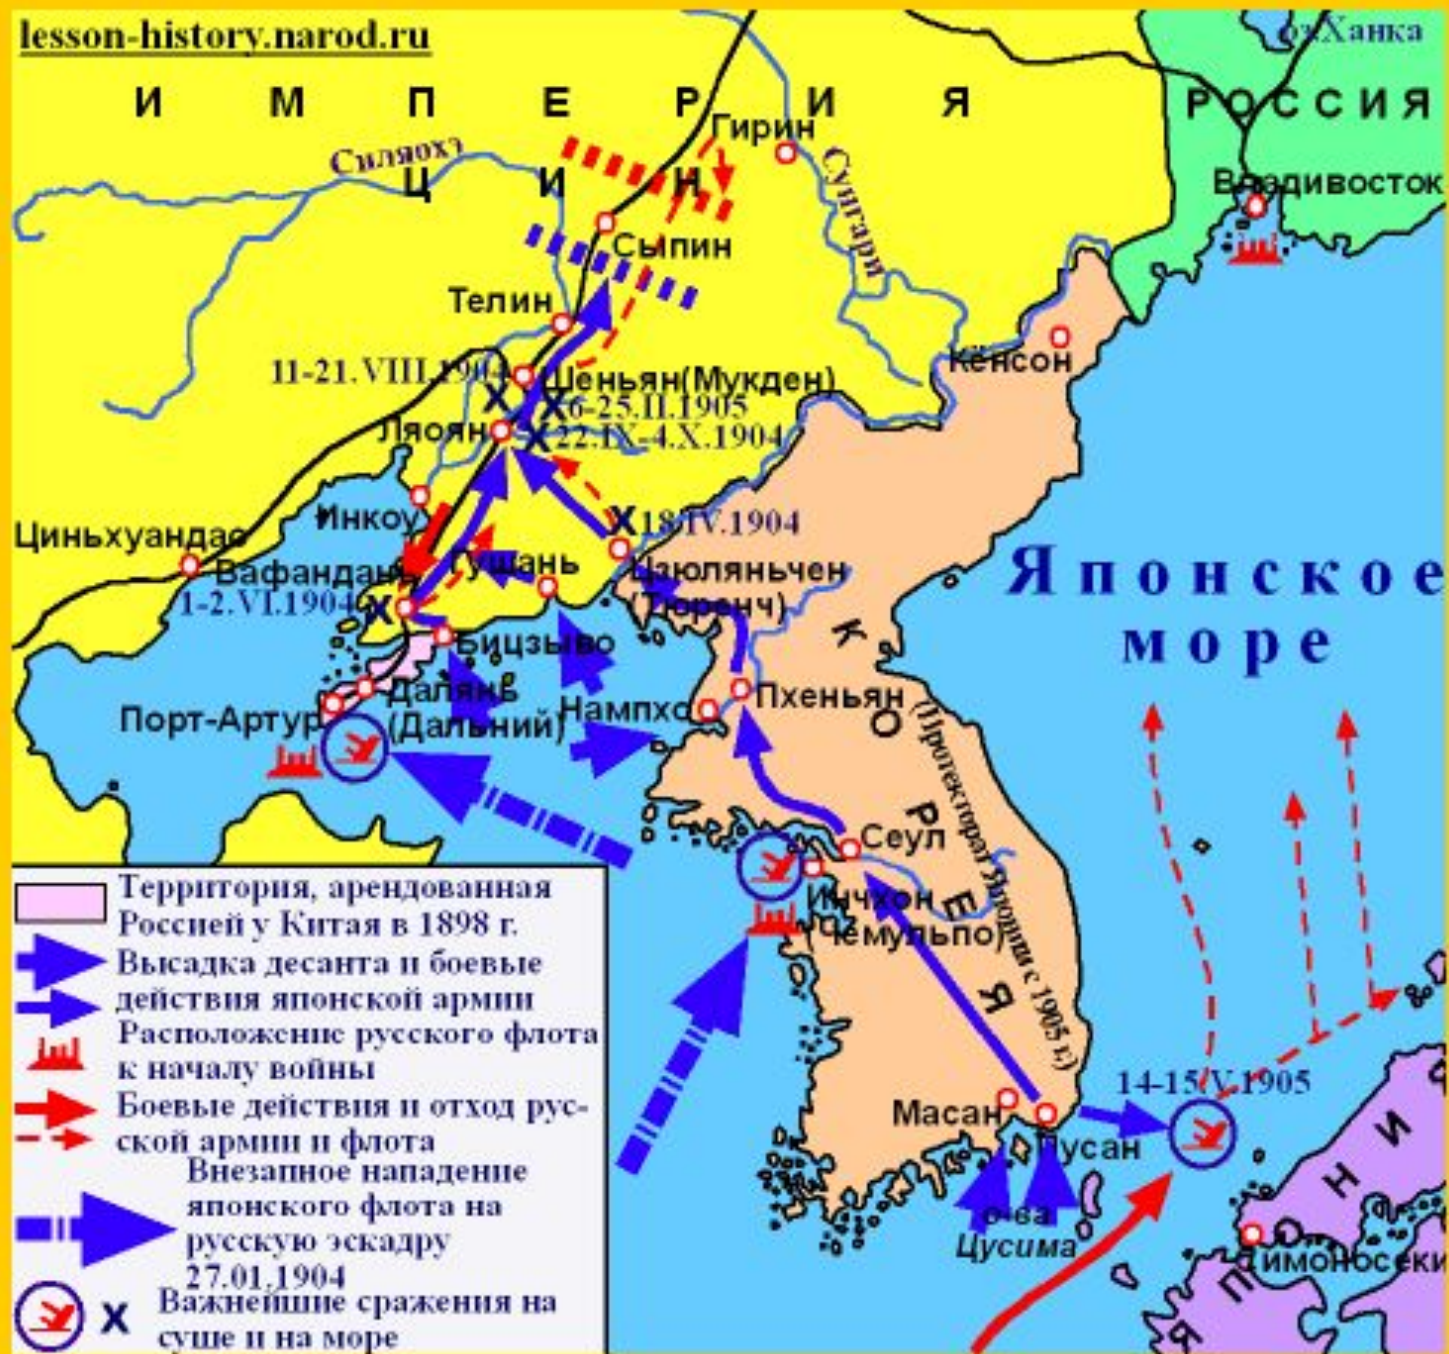 lesson-history.narod.ru
оз.Ханка
ИМПЕРИЯ
РОССИЯ
Гирин
Силяохэ
ЦИН
Сунгари
Владивосток
Сыпин
Телин
Кёнсон
11-21.VIII.1904
Шеньян(Мукден)
6-25.II.1905
Ляоян
22.IX-4.X.1904
Инкоу
18.IV.1904
Циньхуандао
Вафандань
Гушань
Цзюляньчен
(Тюренч)
1-2.VI.1904
Японское
море
Бицзыво
КОРЕЯ
(Протекторат Японии с 1905 г.)
Далянь
(Дальний)
Порт-Артур
Нампхо
Пхеньян
Сеул
Инчхон
Чемульпо)
14-15.V.1905
Масан
Пусан
о-ва
Цусима
Симоносеки
ЯПОНИЯ
Территория, арендованная
Россией у Китая в 1898 г.
Высадка десанта и боевые
действия японской армии
Расположение русского флота
к началу войны
Боевые действия и отход рус-
ской армии и флота
Внезапное нападение
японского флота на
русскую эскадру
27.01.1904
Важнейшие сражения на
суше и на море